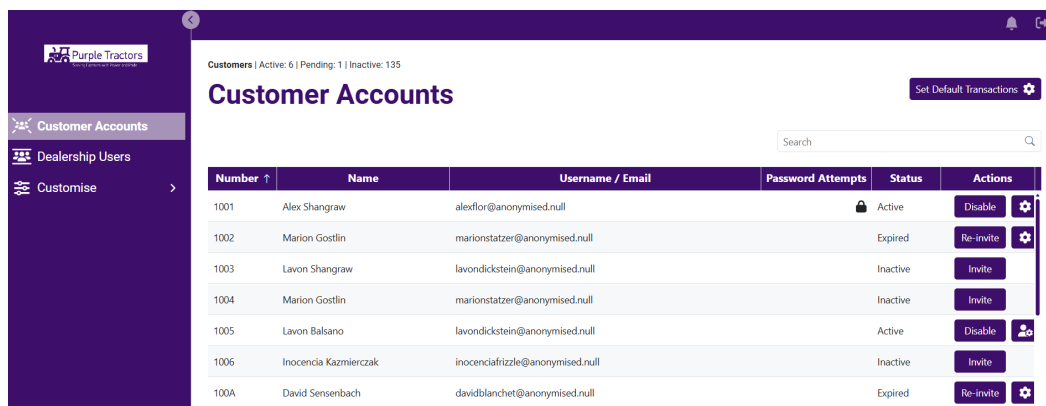 Purple Tractors
Customers | Active: 6 | Pending: 1 | Inactive: 135
Customer Accounts
Set Default Transactions
Customer Accounts
Dealership Users
Customise
Search
Number ↑ Name Username / Email Password Attempts Status Actions
1001 Alex Shangraw alexflor@anonymised.null Active Disable
1002 Marion Gostlin marionstatzer@anonymised.null Expired Re-invite
1003 Lavon Shangraw lavondickstein@anonymised.null Inactive Invite
1004 Marion Gostlin marionstatzer@anonymised.null Inactive Invite
1005 Lavon Balsano lavondickstein@anonymised.null Active Disable
1006 Inocencia Kazmierczak inocenciafrizzle@anonymised.null Inactive Invite
100A David Sensenbach davidblanchet@anonymised.null Expired Re-invite